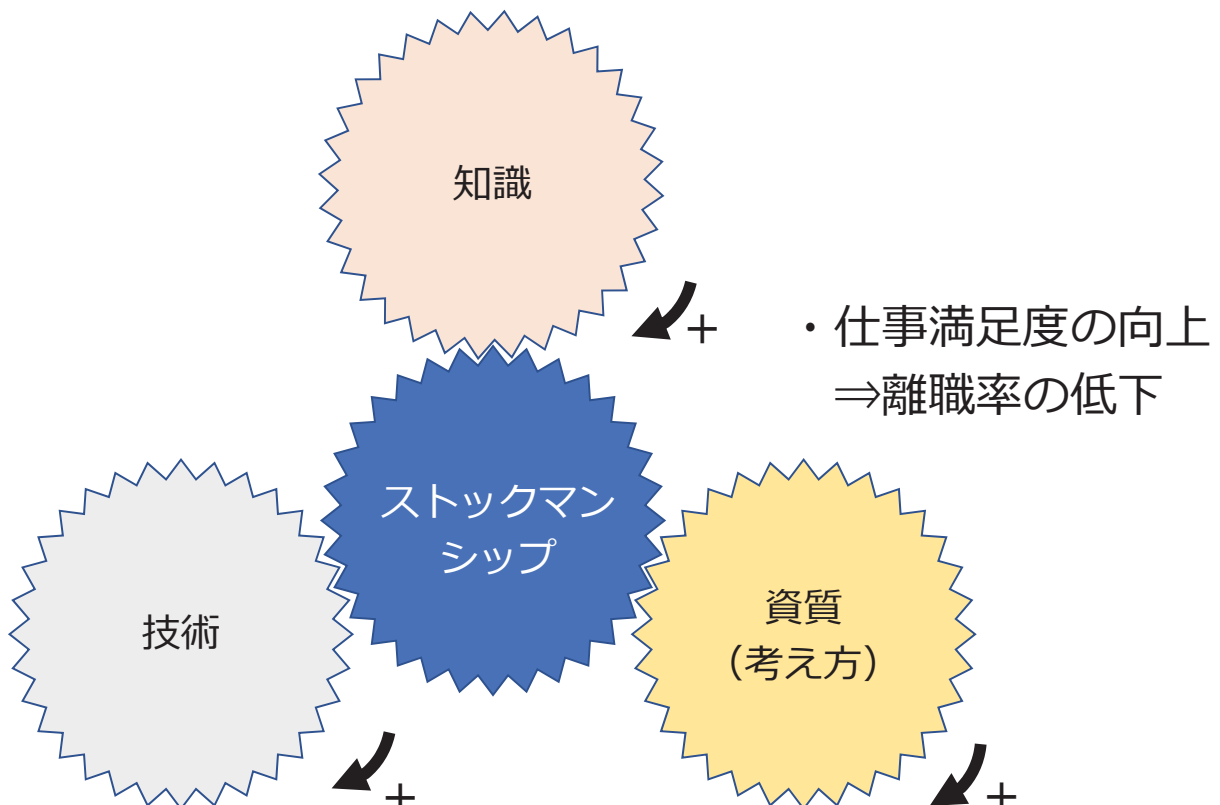 知識
+
・仕事満足度の向上
⇒離職率の低下
ストックマン
シップ
技術
資質
（考え方）
+
+